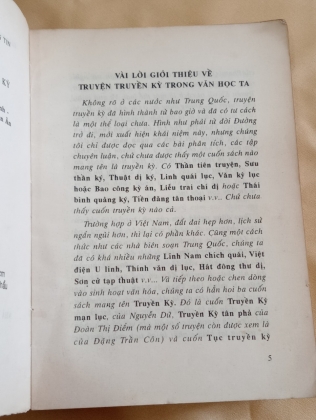 VÀI LỜI GIỚI THIỆU VỀ
TRUYỆN TRUYỀN KỲ TRONG VĂN HỌC TA
Không rõ ở các nước như Trung Quốc, truyện
truyền kỳ đã hình thành từ bao giờ và đã có tư cách
là một thể loại chưa. Hình như phải từ đời Đường
trở đi, mới xuất hiện khái niệm này, nhưng chúng
tôi chỉ được đọc qua các bài phân tích, các tập
chuyên luận, chứ chưa được thấy một cuốn sách nào
mang tên là truyền kỳ. Có Thần tiên truyện, Sưu
thần ký, Thuật dị ký, Linh quái lục, Văn kỷ lục
hoặc Bao công kỳ án, Liêu trai chí dị hoặc Thái
bình quảng ký, Tiễn đăng tân thoại v.v... Chứ chưa
thấy cuốn truyền kỳ nào cả.
Trường hợp ở Việt Nam, đất đai hẹp hơn, lịch sử
ngắn ngủi hơn, thì lại có phần khác. Cũng một cách
thức như các nhà biên soạn Trung Quốc, chúng ta
đã có khá nhiều những Lĩnh Nam chích quái, Việt
điện U linh, Thính văn dị lục, Hát đông thư dị,
Sơn cư tạp thuật v.v... Và tiếp theo hoặc chen dòng
vào sinh hoạt văn hóa, chúng ta có hẳn hoi ba cuốn
sách mang tên Truyền Kỳ. Đó là cuốn Truyền Kỳ
mạn lục, của Nguyễn Dữ, Truyền Kỳ tân phả của
Đoàn Thị Điểm (mà một số truyện còn được xem là
của Đặng Trần Côn) và cuốn Tục truyền kỳ
5